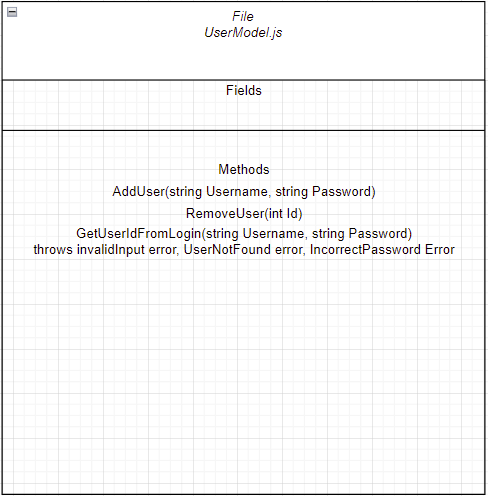 File
UserModel.js
Fields
Methods
AddUser(string Username, string Password)
RemoveUser(int Id)
GetUserIdFromLogin(string Username, string Password)
throws invalidInput error, UserNotFound error, IncorrectPassword Error